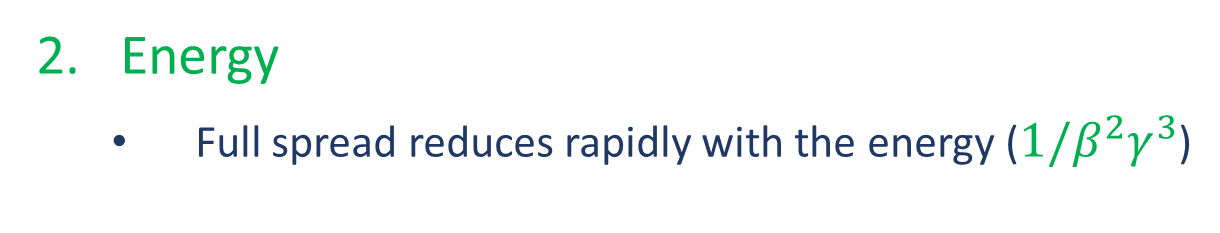 2. Energy
• Full spread reduces rapidly with the energy (1/β²γ³)